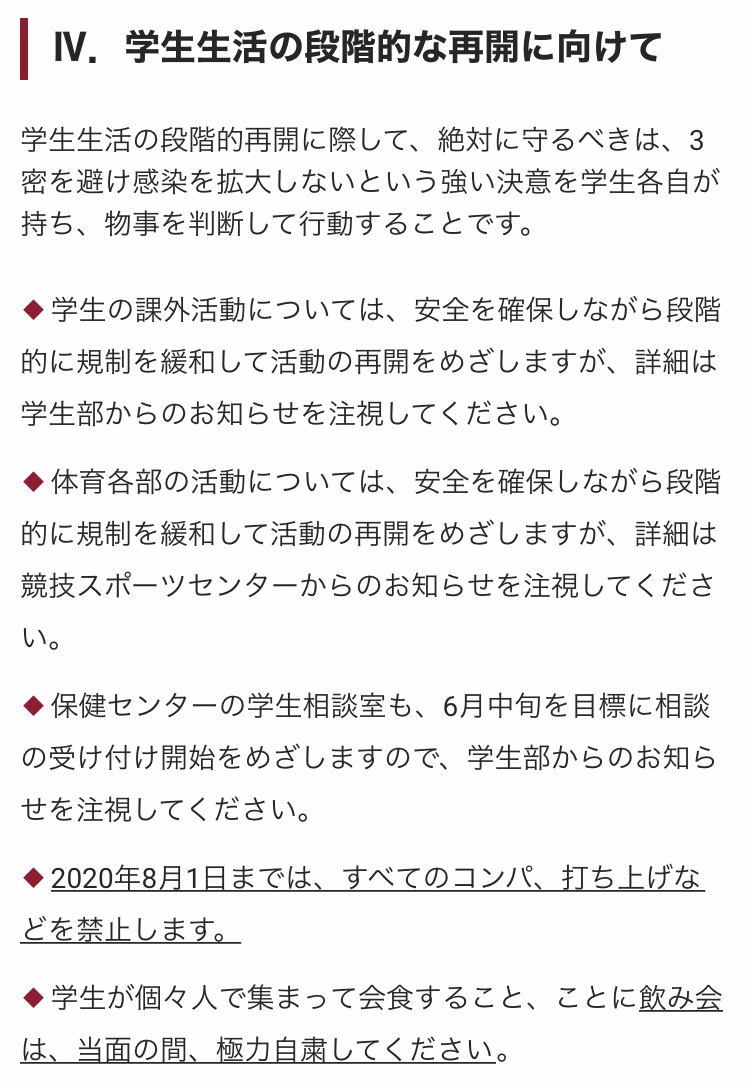 Ⅳ．学生生活の段階的な再開に向けて
学生生活の段階的再開に際して、絶対に守るべきは、3
密を避け感染を拡大しないという強い決意を学生各自が
持ち、物事を判断して行動することです。
◆学生の課外活動については、安全を確保しながら段階
的に規制を緩和して活動の再開をめざしますが、詳細は
学生部からのお知らせを注視してください。
◆体育各部の活動については、安全を確保しながら段階
的に規制を緩和して活動の再開をめざしますが、詳細は
競技スポーツセンターからのお知らせを注視してくださ
い。
◆保健センターの学生相談室も、6月中旬を目標に相談
の受け付け開始をめざしますので、学生部からのお知ら
せを注視してください。
◆2020年8月1日までは、すべてのコンパ、打ち上げな
どを禁止します。
◆学生が個々人で集まって会食すること、ことに飲み会
は、当面の間、極力自粛してください。